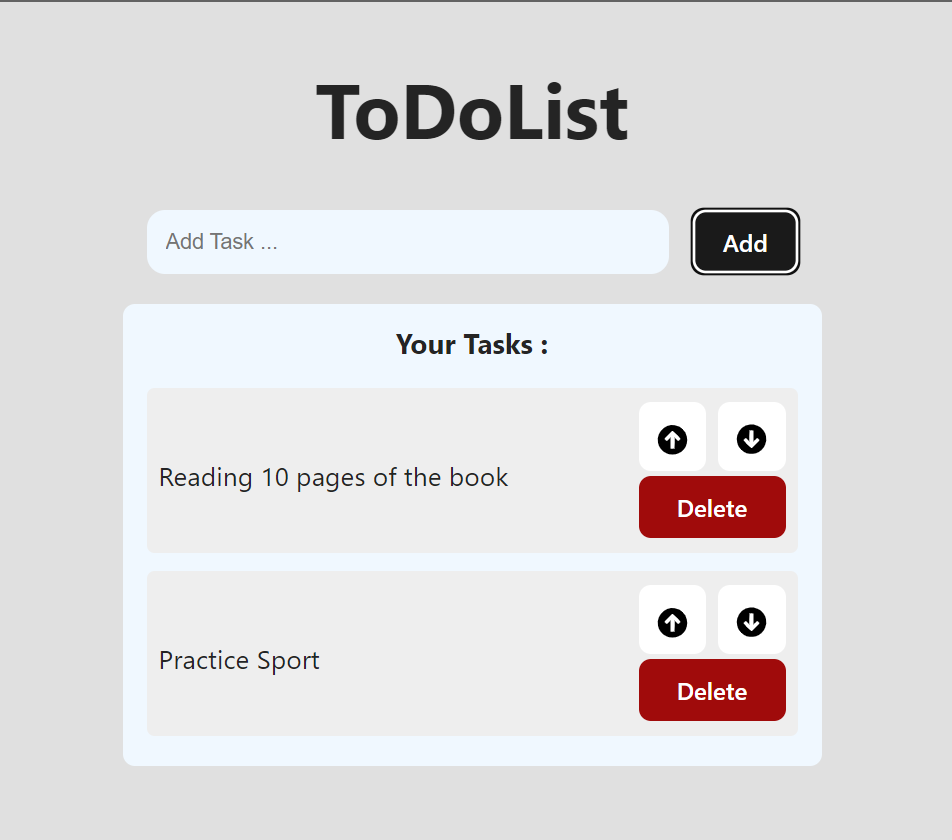 ToDoList
Add Task ...
Add
Your Tasks :
Reading 10 pages of the book
Delete
Practice Sport
Delete